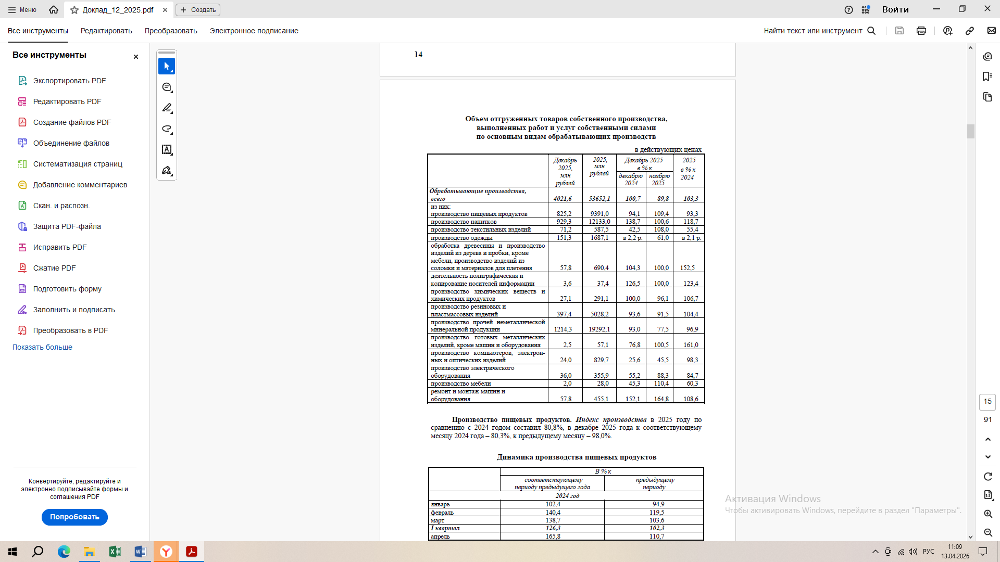 Меню
Доклад_12_2025.pdf
Создать
Войти
Все инструменты
Редактировать
Преобразовать
Электронное подписание
Найти текст или инструмент
Все инструменты
Экспортировать PDF
Редактировать PDF
Создание файлов PDF
Объединение файлов
Систематизация страниц
Добавление комментариев
Скан. и распозн.
Защита PDF-файла
Исправить PDF
Сжатие PDF
Подготовить форму
Заполнить и подписать
Преобразовать в PDF
Показать больше
Конвертируйте, редактируйте и
электронно подписывайте формы и
соглашения PDF
Попробовать
14
Объем отгруженных товаров собственного производства,
выполненных работ и услуг собственными силами
по основным видам обрабатывающих производств
в действующих ценах
Декабрь 2025, млн рублей | 2025, млн рублей | Декабрь 2025 в % к | 2025 в % к 2024
декабрю 2024 | ноябрю 2025
Обрабатывающие производства,
всего 4021,6 53652,1 100,7 89,8 103,3
из них:
производство пищевых продуктов 825,2 9391,0 94,1 109,4 93,3
производство напитков 929,3 12133,0 138,7 100,6 118,7
производство текстильных изделий 71,2 587,5 42,5 108,0 55,4
производство одежды 151,3 1687,1 в 2,2 р. 61,0 в 2,1 р.
обработка древесины и производство
изделий из дерева и пробки, кроме
мебели, производство изделий из
соломки и материалов для плетения 57,8 690,4 104,3 100,0 152,5
деятельность полиграфическая и
копирование носителей информации 3,6 37,4 126,5 100,0 123,4
производство химических веществ и
химических продуктов 27,1 291,1 100,0 96,1 106,7
производство резиновых и
пластмассовых изделий 397,4 5028,2 93,6 91,5 104,4
производство прочей неметаллической
минеральной продукции 1214,3 19292,1 93,0 77,5 96,9
производство готовых металлических
изделий, кроме машин и оборудования 2,5 57,1 76,8 100,5 161,0
производство компьютеров, электрон-
ных и оптических изделий 24,0 829,7 25,6 45,5 98,3
производство электрического
оборудования 36,0 355,9 55,2 88,3 84,7
производство мебели 2,0 28,0 45,3 110,4 60,3
ремонт и монтаж машин и
оборудования 57,8 455,1 152,1 164,8 108,6
Производство пищевых продуктов. Индекс производства в 2025 году по
сравнению с 2024 годом составил 80,8%, в декабре 2025 года к соответствующему
месяцу 2024 года – 80,3%, к предыдущему месяцу – 98,0%.
Динамика производства пищевых продуктов
В % к
соответствующему периоду предыдущего года | предыдущему периоду
2024 год
январь 102,4 94,9
февраль 140,4 119,5
март 138,7 103,6
I квартал 126,3 102,3
апрель 165,8 110,7
15
91
1:1
Активация Windows
Чтобы активировать Windows, перейдите в раздел "Параметры".
РУС
11:09
13.04.2026